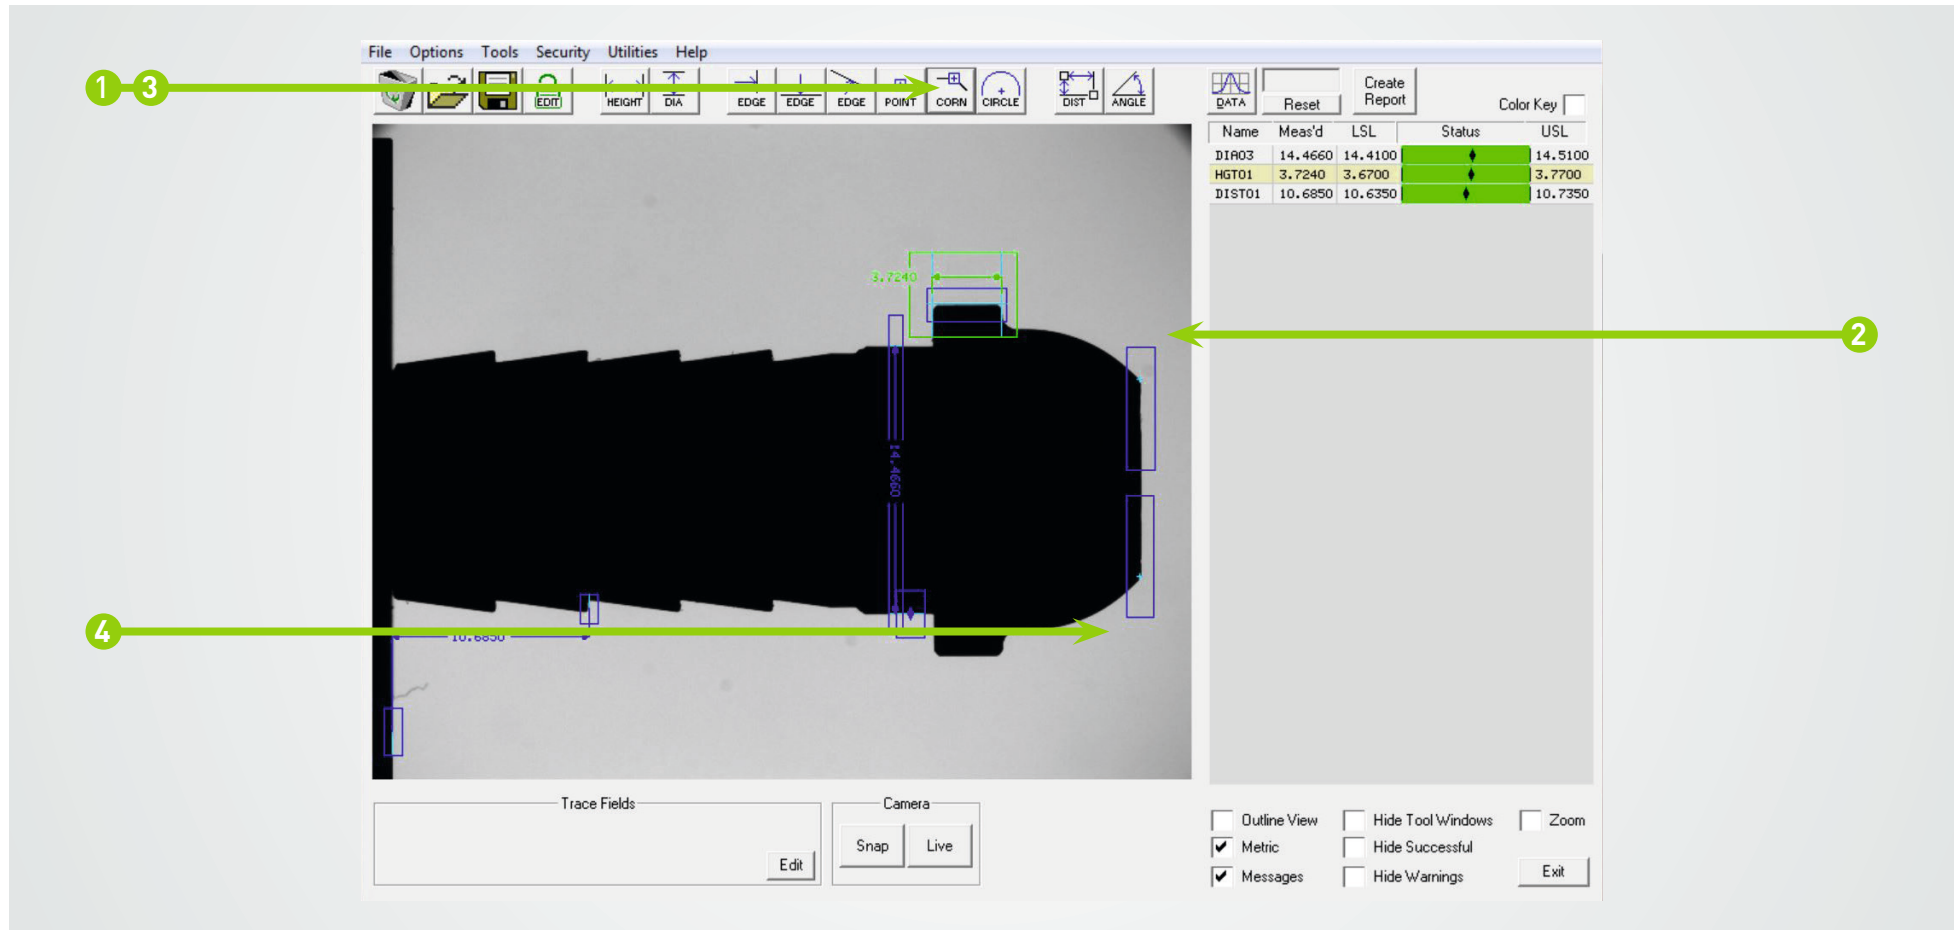 File Options Tools Security Utilities Help
1 3
EDIT HEIGHT DIA EDGE EDGE EDGE POINT CORN CIRCLE DIST ANGLE DATA Reset Create Report Color Key
Name Meas'd LSL Status USL
DIA03 14.4660 14.4100 14.5100
HGT01 3.7240 3.6700 3.7700
DIST01 10.6850 10.6350 10.7350
3.7240
2
14.4660
4
10.6850
Trace Fields
Edit
Camera
Snap Live
Outline View Hide Tool Windows Zoom
Metric Hide Successful
Messages Hide Warnings Exit